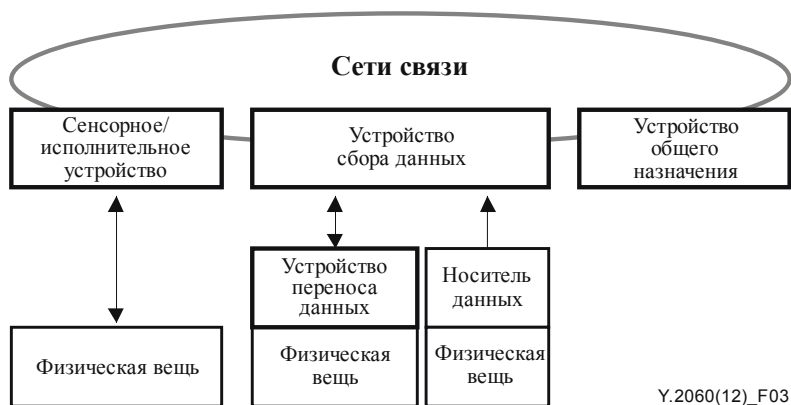 Сети связи
Сенсорное/
исполнительное
устройство
Устройство
сбора данных
Устройство
общего
назначения
Устройство
переноса
данных
Носитель
данных
Физическая вещь
Физическая
вещь
Физическая
вещь
Y.2060(12)_F03